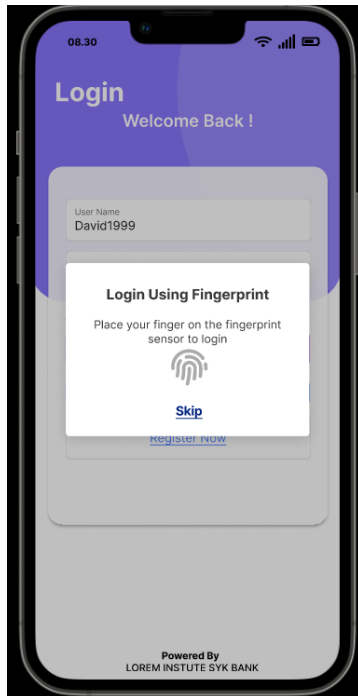 08.30
Login
Welcome Back !
User Name
David1999
Login Using Fingerprint
Place your finger on the fingerprint
sensor to login
Skip
Register Now
Powered By
LOREM INSTUTE SYK BANK